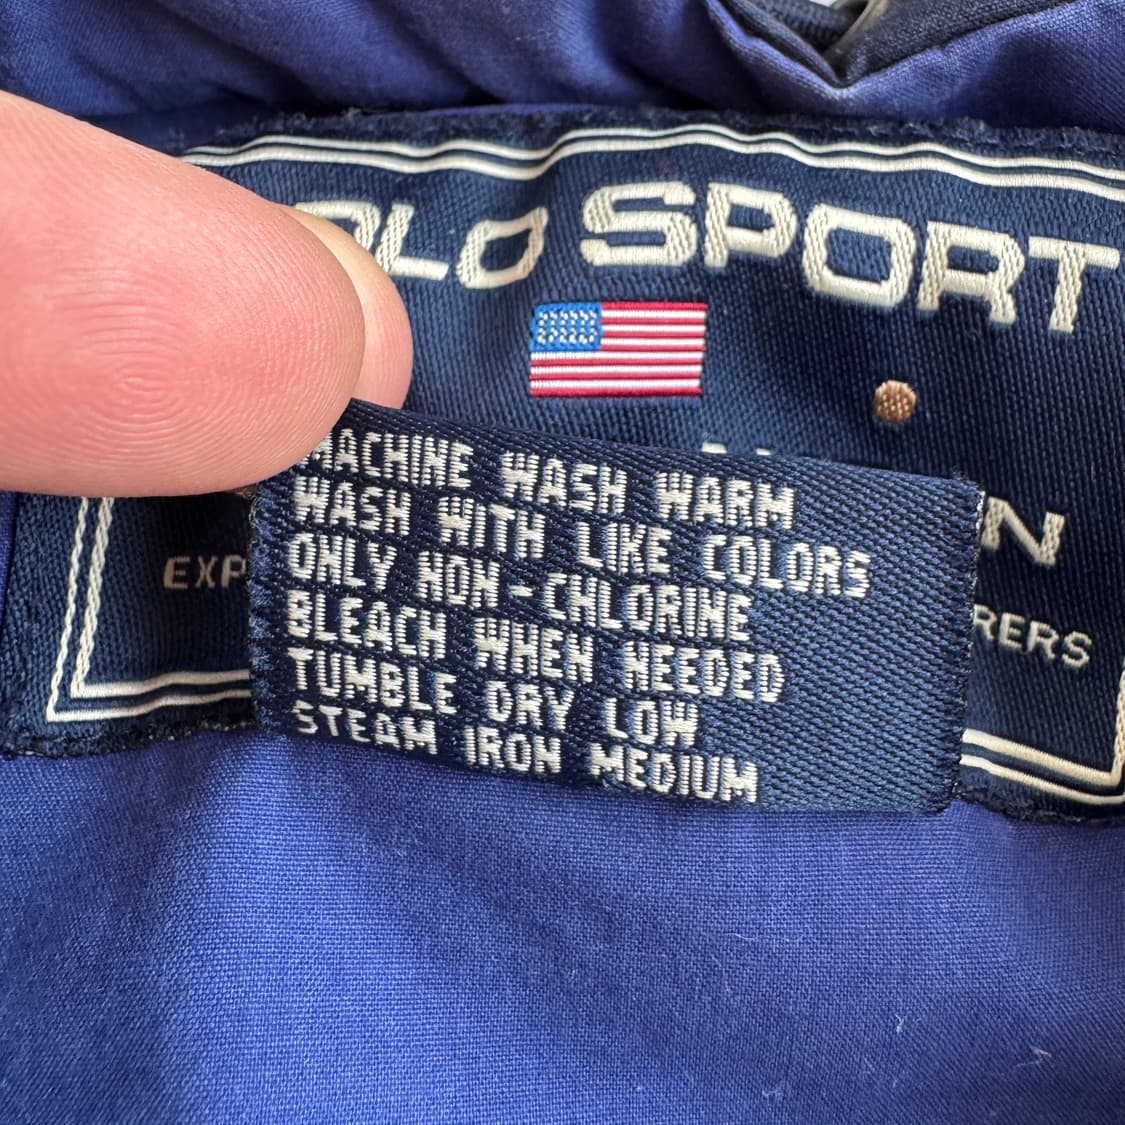 POLO SPORT
MACHINE WASH WARM
WASH WITH LIKE COLORS
ONLY NON-CHLORINE
BLEACH WHEN NEEDED
TUMBLE DRY LOW
STEAM IRON MEDIUM